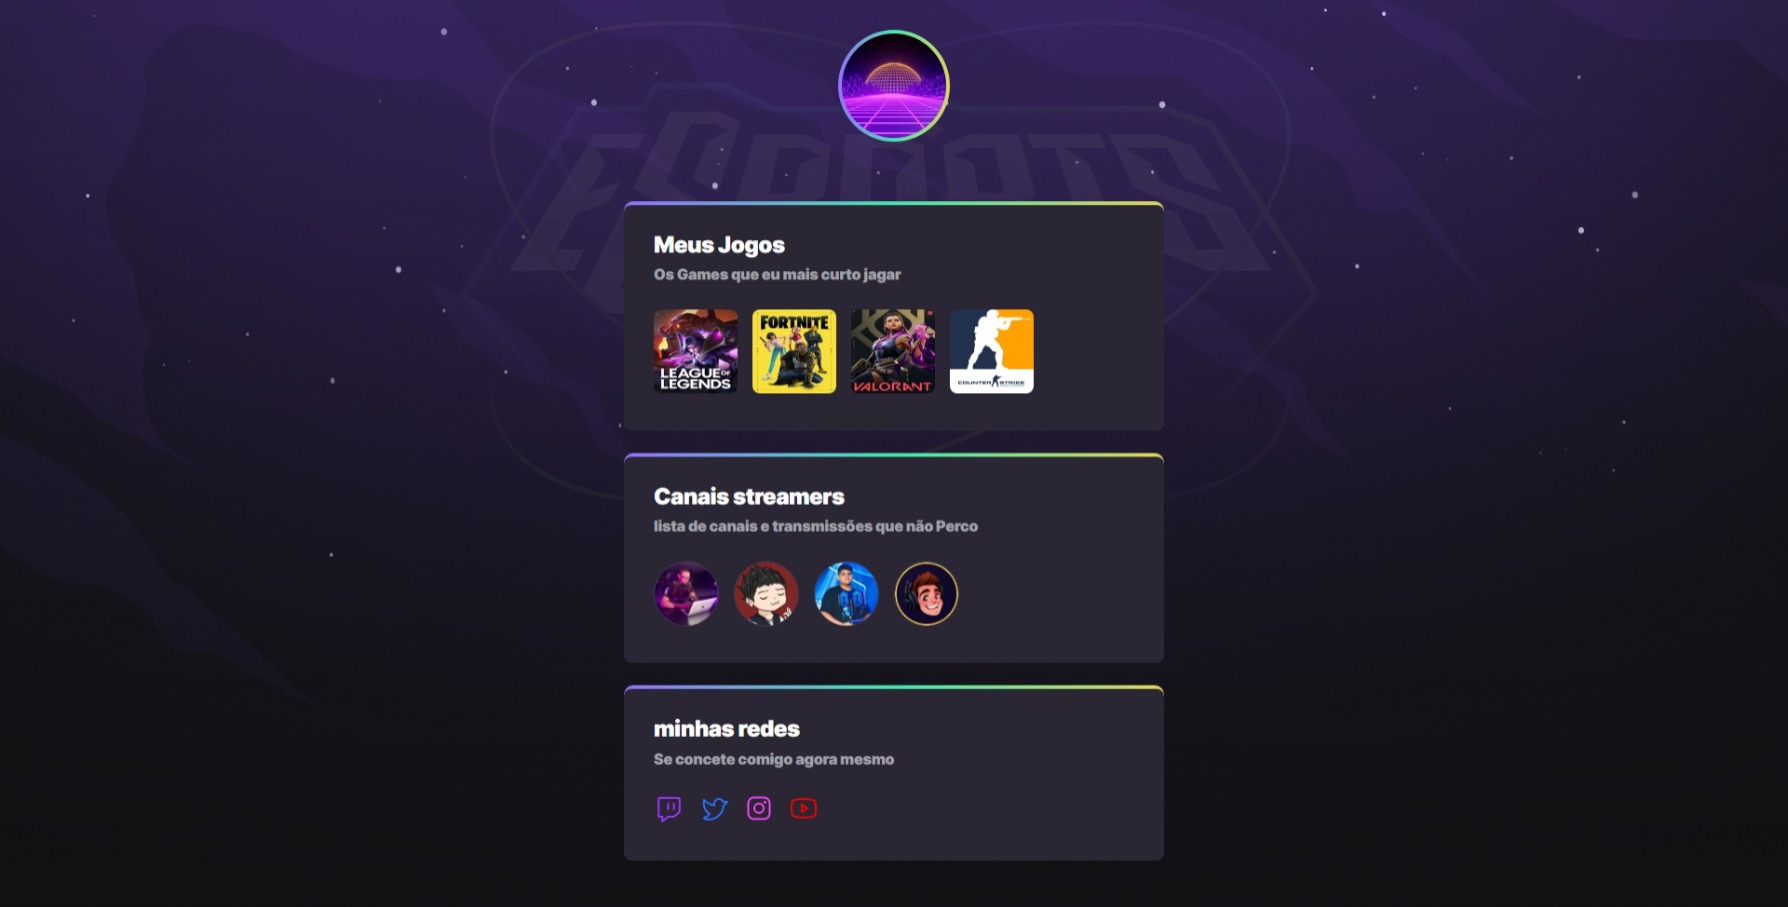 ESPORTS
Meus Jogos
Os Games que eu mais curto jagar
LEAGUE OF
LEGENDS
FORTNITE
VALORANT
COUNTER STRIKE
Canais streamers
lista de canais e transmissões que não Perco
minhas redes
Se concete comigo agora mesmo